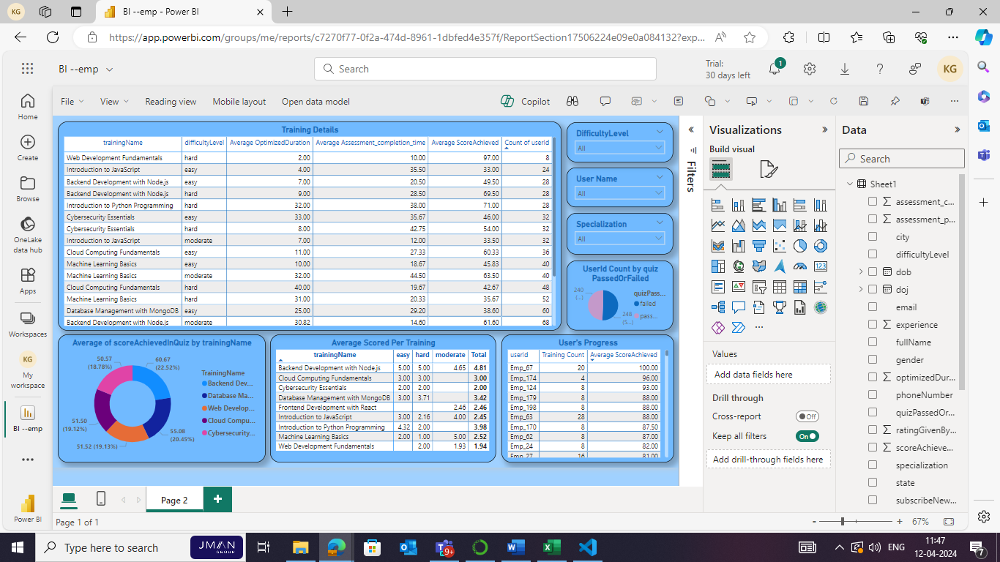 KG
BI --emp - Power BI
https://app.powerbi.com/groups/me/reports/c7270f77-0f2a-474d-8961-1dbfed4e357f/ReportSection17506224e09e0a084132?exp...
BI --emp
Search
Trial:
30 days left
1
KG
File View Reading view Mobile layout Open data model
Copilot
Home
Create
Browse
OneLake
data hub
Apps
Workspaces
KG
My
workspace
BI --emp
Power BI
Training Details
trainingName difficultyLevel Average OptimizedDuration Average Assessment_completion_time Average ScoreAchieved Count of userId
Web Development Fundamentals hard 2.00 10.00 97.00 8
Introduction to JavaScript easy 4.00 35.50 33.00 24
Backend Development with Node.js easy 7.00 20.50 49.50 28
Backend Development with Node.js hard 9.00 28.50 69.50 28
Introduction to Python Programming hard 32.00 38.00 71.00 28
Cybersecurity Essentials easy 33.00 35.67 46.00 32
Cybersecurity Essentials hard 8.00 42.75 54.00 32
Introduction to JavaScript moderate 7.00 12.00 33.50 32
Cloud Computing Fundamentals easy 11.00 27.33 60.33 36
Machine Learning Basics easy 10.00 18.67 45.83 40
Machine Learning Basics moderate 32.00 44.50 63.50 40
Cloud Computing Fundamentals hard 40.00 19.67 42.67 48
Machine Learning Basics hard 31.00 20.33 35.67 52
Database Management with MongoDB easy 25.00 29.20 38.60 60
Backend Development with Node.js moderate 30.82 14.60 61.60 68
DifficultyLevel
All
User Name
All
Specialization
All
UserId Count by quiz
PassedOrFailed
240
(...)
248
(5...)
quizPass...
failed
pass...
Average of scoreAchievedInQuiz by trainingName
50.57
(18.78%)
60.67
(22.52%)
51.50
(19.12%)
55.08
(20.45%)
51.52 (19.13%)
TrainingName
Backend Dev...
Database Ma...
Web Develop...
Cloud Compu...
Cybersecurity...
Average Scored Per Training
trainingName easy hard moderate Total
Backend Development with Node.js 5.00 5.00 4.65 4.81
Cloud Computing Fundamentals 3.00 3.00 3.00
Cybersecurity Essentials 2.00 2.00 2.00
Database Management with MongoDB 3.00 3.71 3.42
Frontend Development with React 2.46 2.46
Introduction to JavaScript 3.00 2.16 4.00 2.45
Introduction to Python Programming 4.32 2.00 3.98
Machine Learning Basics 2.00 1.00 5.00 2.52
Web Development Fundamentals 2.00 1.93 1.94
User's Progress
userId Training Count Average ScoreAchieved
Emp_67 20 100.00
Emp_174 4 96.00
Emp_124 8 93.00
Emp_179 8 88.00
Emp_198 8 88.00
Emp_63 28 88.00
Emp_170 8 87.50
Emp_62 8 87.00
Emp_24 8 82.00
Emp_27 16 81.00
Filters
Visualizations
Build visual
123
Values
Add data fields here
Drill through
Cross-report
Off
Keep all filters
On
Add drill-through fields here
Data
Search
Sheet1
assessment_c...
assessment_p...
city
difficultyLevel
dob
doj
email
experience
fullName
gender
optimizedDur...
phoneNumber
quizPassedOr...
ratingGivenBy...
scoreAchieve...
specialization
state
subscribeNew...
Page 2
Page 1 of 1
67%
Type here to search
JMAN
GROUP
9+
ENG
11:47
12-04-2024
7